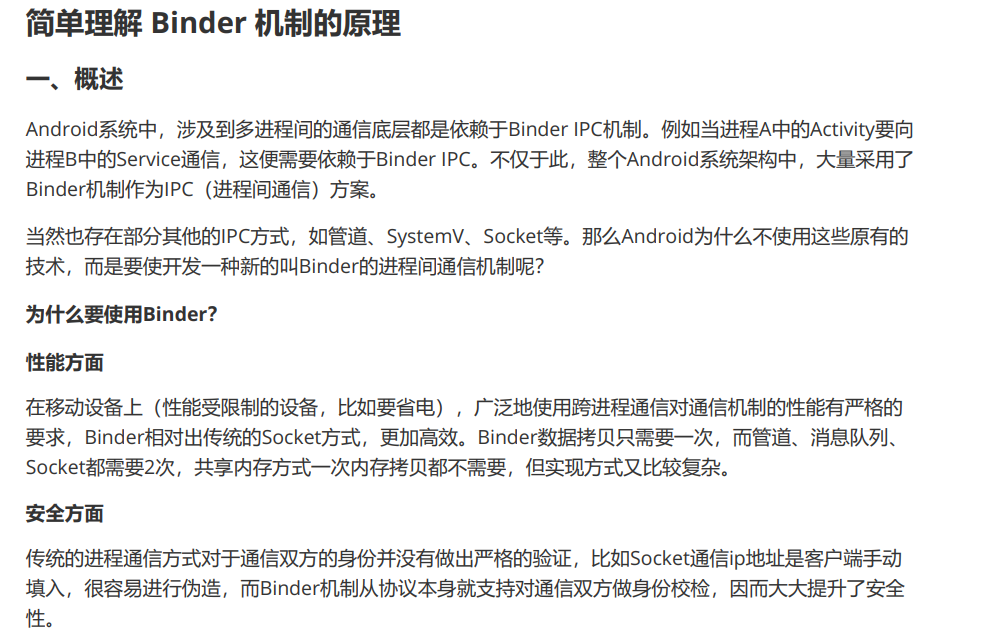 简单理解 Binder 机制的原理
一、概述
Android系统中，涉及到多进程间的通信底层都是依赖于Binder IPC机制。例如当进程A中的Activity要向
进程B中的Service通信，这便需要依赖于Binder IPC。不仅于此，整个Android系统架构中，大量采用了
Binder机制作为IPC（进程间通信）方案。
当然也存在部分其他的IPC方式，如管道、SystemV、Socket等。那么Android为什么不使用这些原有的
技术，而是要使开发一种新的叫Binder的进程间通信机制呢？
为什么要使用Binder？
性能方面
在移动设备上（性能受限制的设备，比如要省电），广泛地使用跨进程通信对通信机制的性能有严格的
要求，Binder相对出传统的Socket方式，更加高效。Binder数据拷贝只需要一次，而管道、消息队列、
Socket都需要2次，共享内存方式一次内存拷贝都不需要，但实现方式又比较复杂。
安全方面
传统的进程通信方式对于通信双方的身份并没有做出严格的验证，比如Socket通信ip地址是客户端手动
填入，很容易进行伪造，而Binder机制从协议本身就支持对通信双方做身份校检，因而大大提升了安全
性。